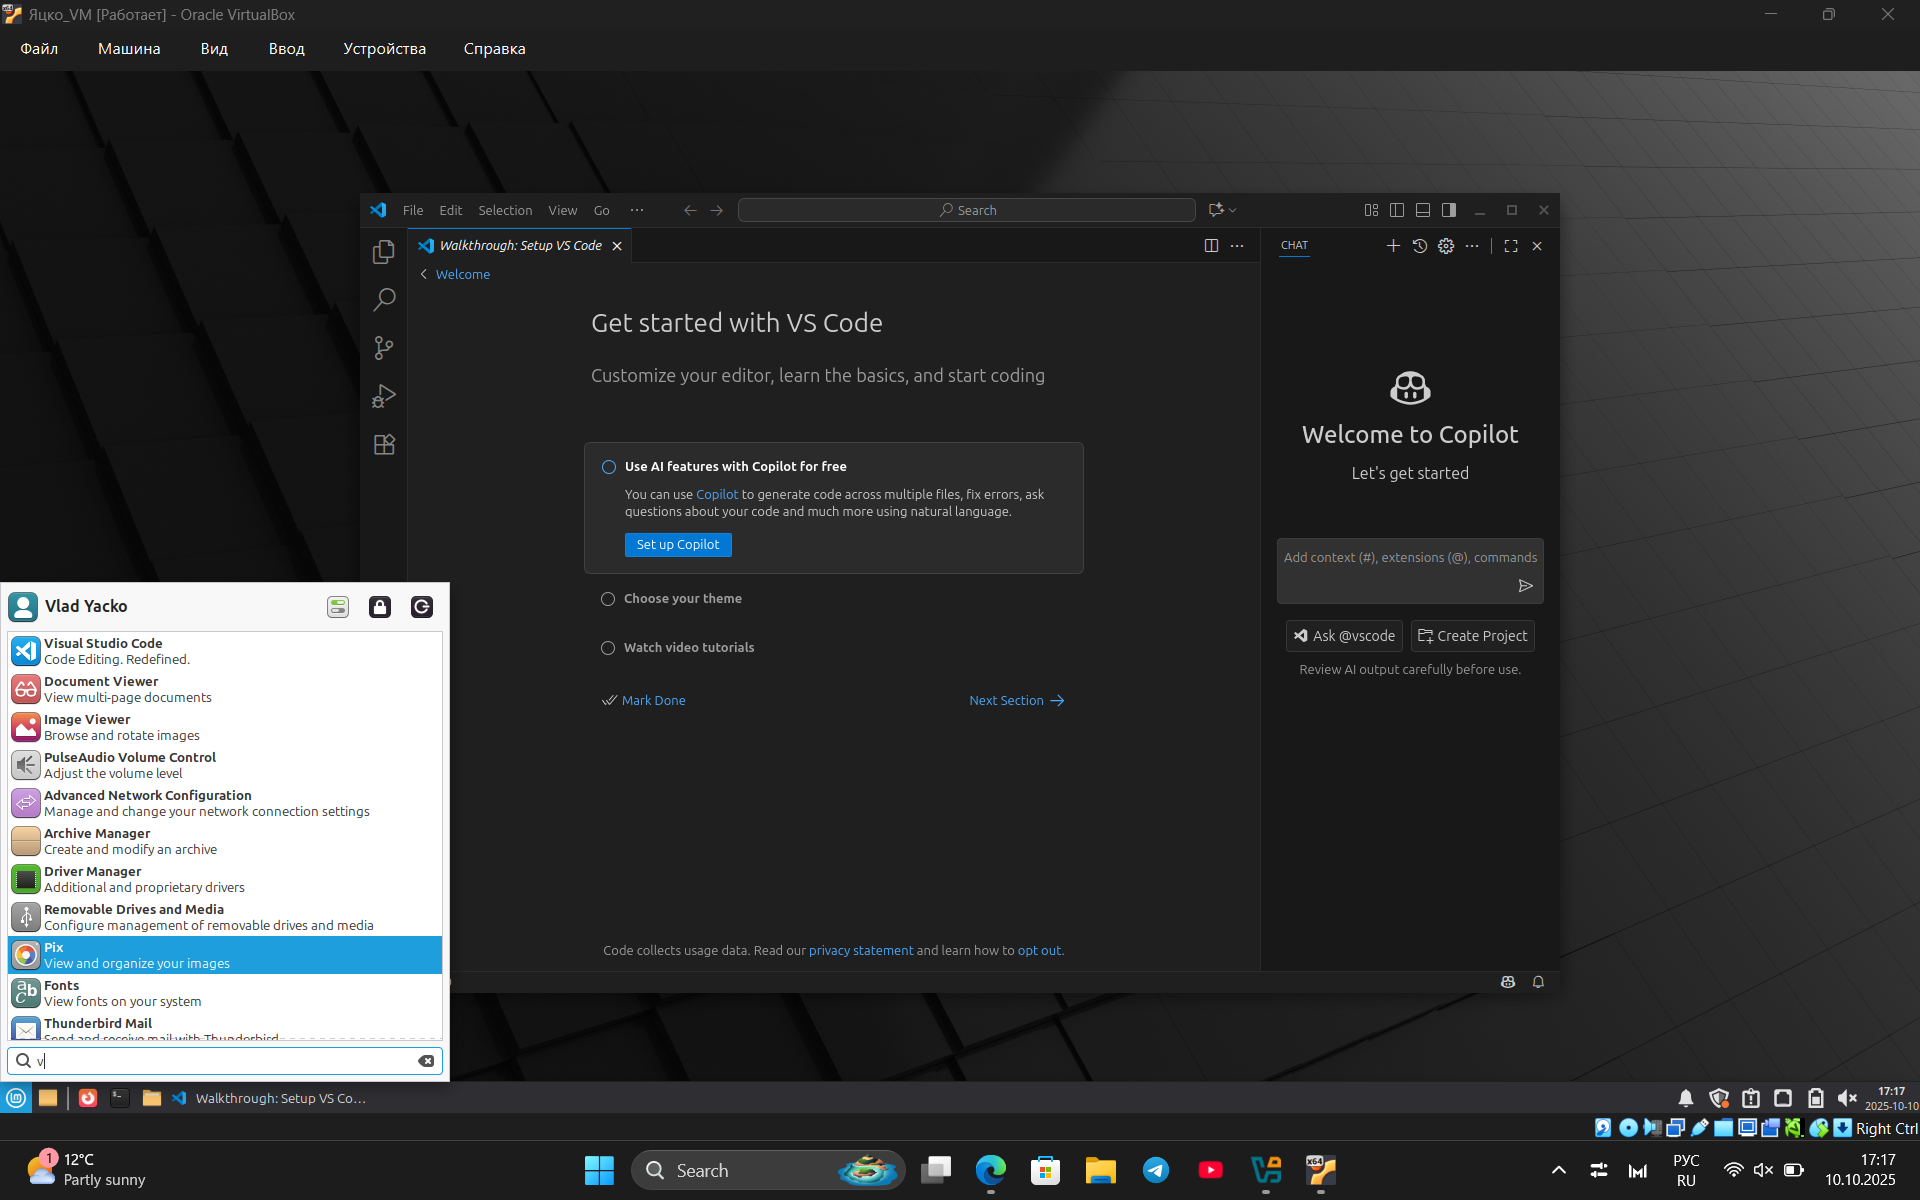 Яцко_VM [Работает] - Oracle VirtualBox
Файл Машина Вид Ввод Устройства Справка
File Edit Selection View Go ··· Search
Walkthrough: Setup VS Code
CHAT
Welcome
Get started with VS Code
Customize your editor, learn the basics, and start coding
Use AI features with Copilot for free
You can use Copilot to generate code across multiple files, fix errors, ask
questions about your code and much more using natural language.
Set up Copilot
Choose your theme
Watch video tutorials
Mark Done
Next Section
Code collects usage data. Read our privacy statement and learn how to opt out.
Welcome to Copilot
Let's get started
Add context (#), extensions (@), commands
Ask @vscode
Create Project
Review AI output carefully before use.
Vlad Yacko
Visual Studio Code
Code Editing. Redefined.
Document Viewer
View multi-page documents
Image Viewer
Browse and rotate images
PulseAudio Volume Control
Adjust the volume level
Advanced Network Configuration
Manage and change your network connection settings
Archive Manager
Create and modify an archive
Driver Manager
Additional and proprietary drivers
Removable Drives and Media
Configure management of removable drives and media
Pix
View and organize your images
Fonts
View fonts on your system
Thunderbird Mail
Send and receive mail with Thunderbird
v
Walkthrough: Setup VS Co...
17:17
2025-10-10
Right Ctrl
1
12°C
Partly sunny
Search
x64
РУС
RU
17:17
10.10.2025